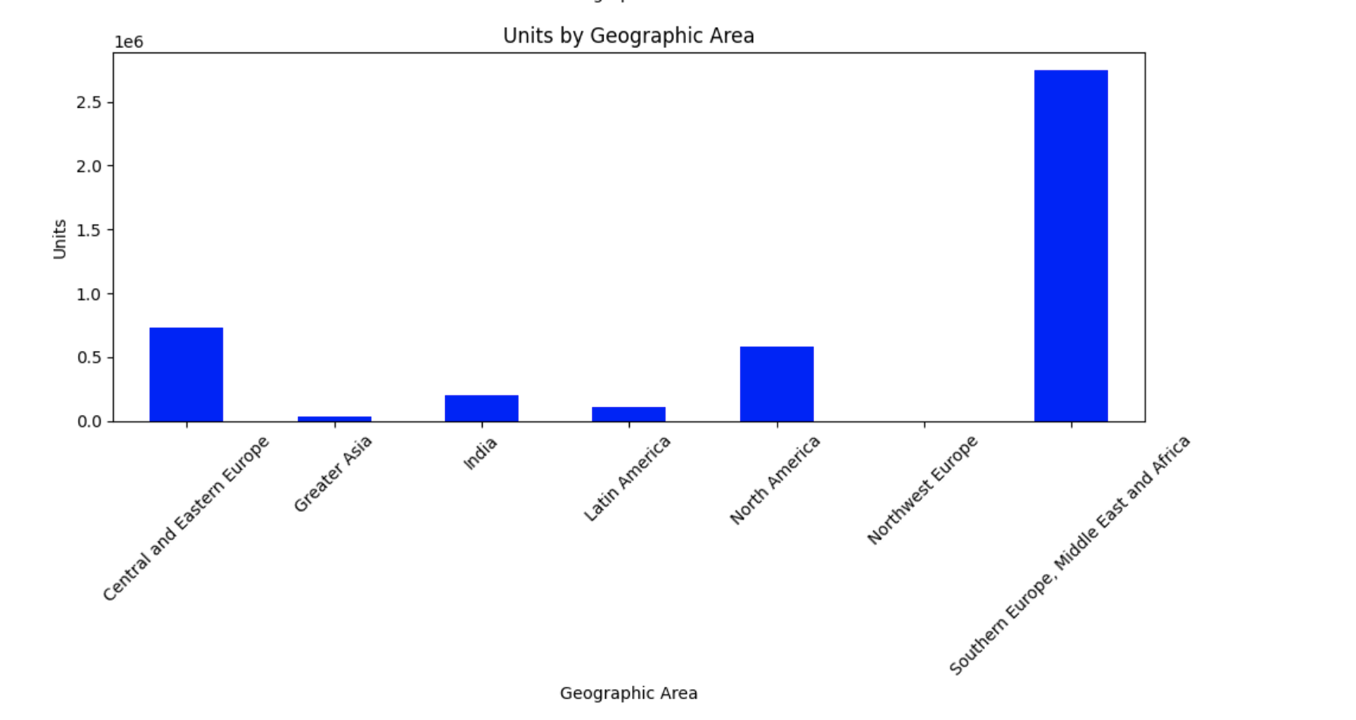 Units by Geographic Area
1e6
2.5
2.0
1.5
1.0
0.5
0.0
Units
Central and Eastern Europe
Greater Asia
India
Latin America
North America
Northwest Europe
Southern Europe, Middle East and Africa
Geographic Area